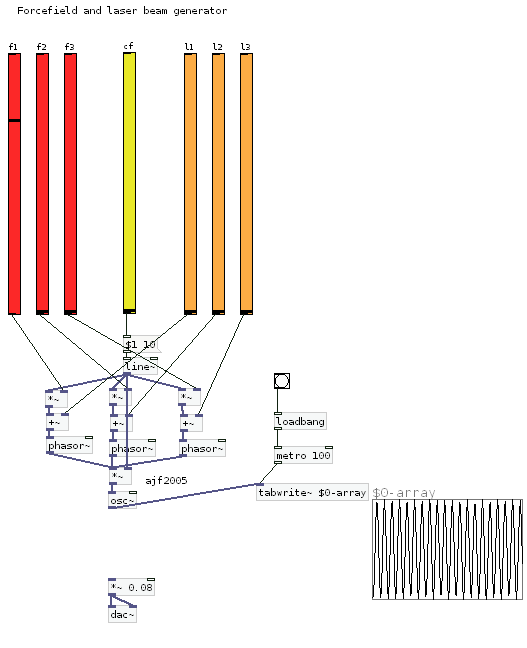 Forcefield and laser beam generator
f1 f2 f3 cf l1 l2 l3
$1 10
line~
*~ *~ *~
+~ +~ +~
loadbang
phasor~ phasor~ phasor~
metro 100
*~ ajf2005
tabwrite~ $0-array $0-array
osc~
*~ 0.08
dac~